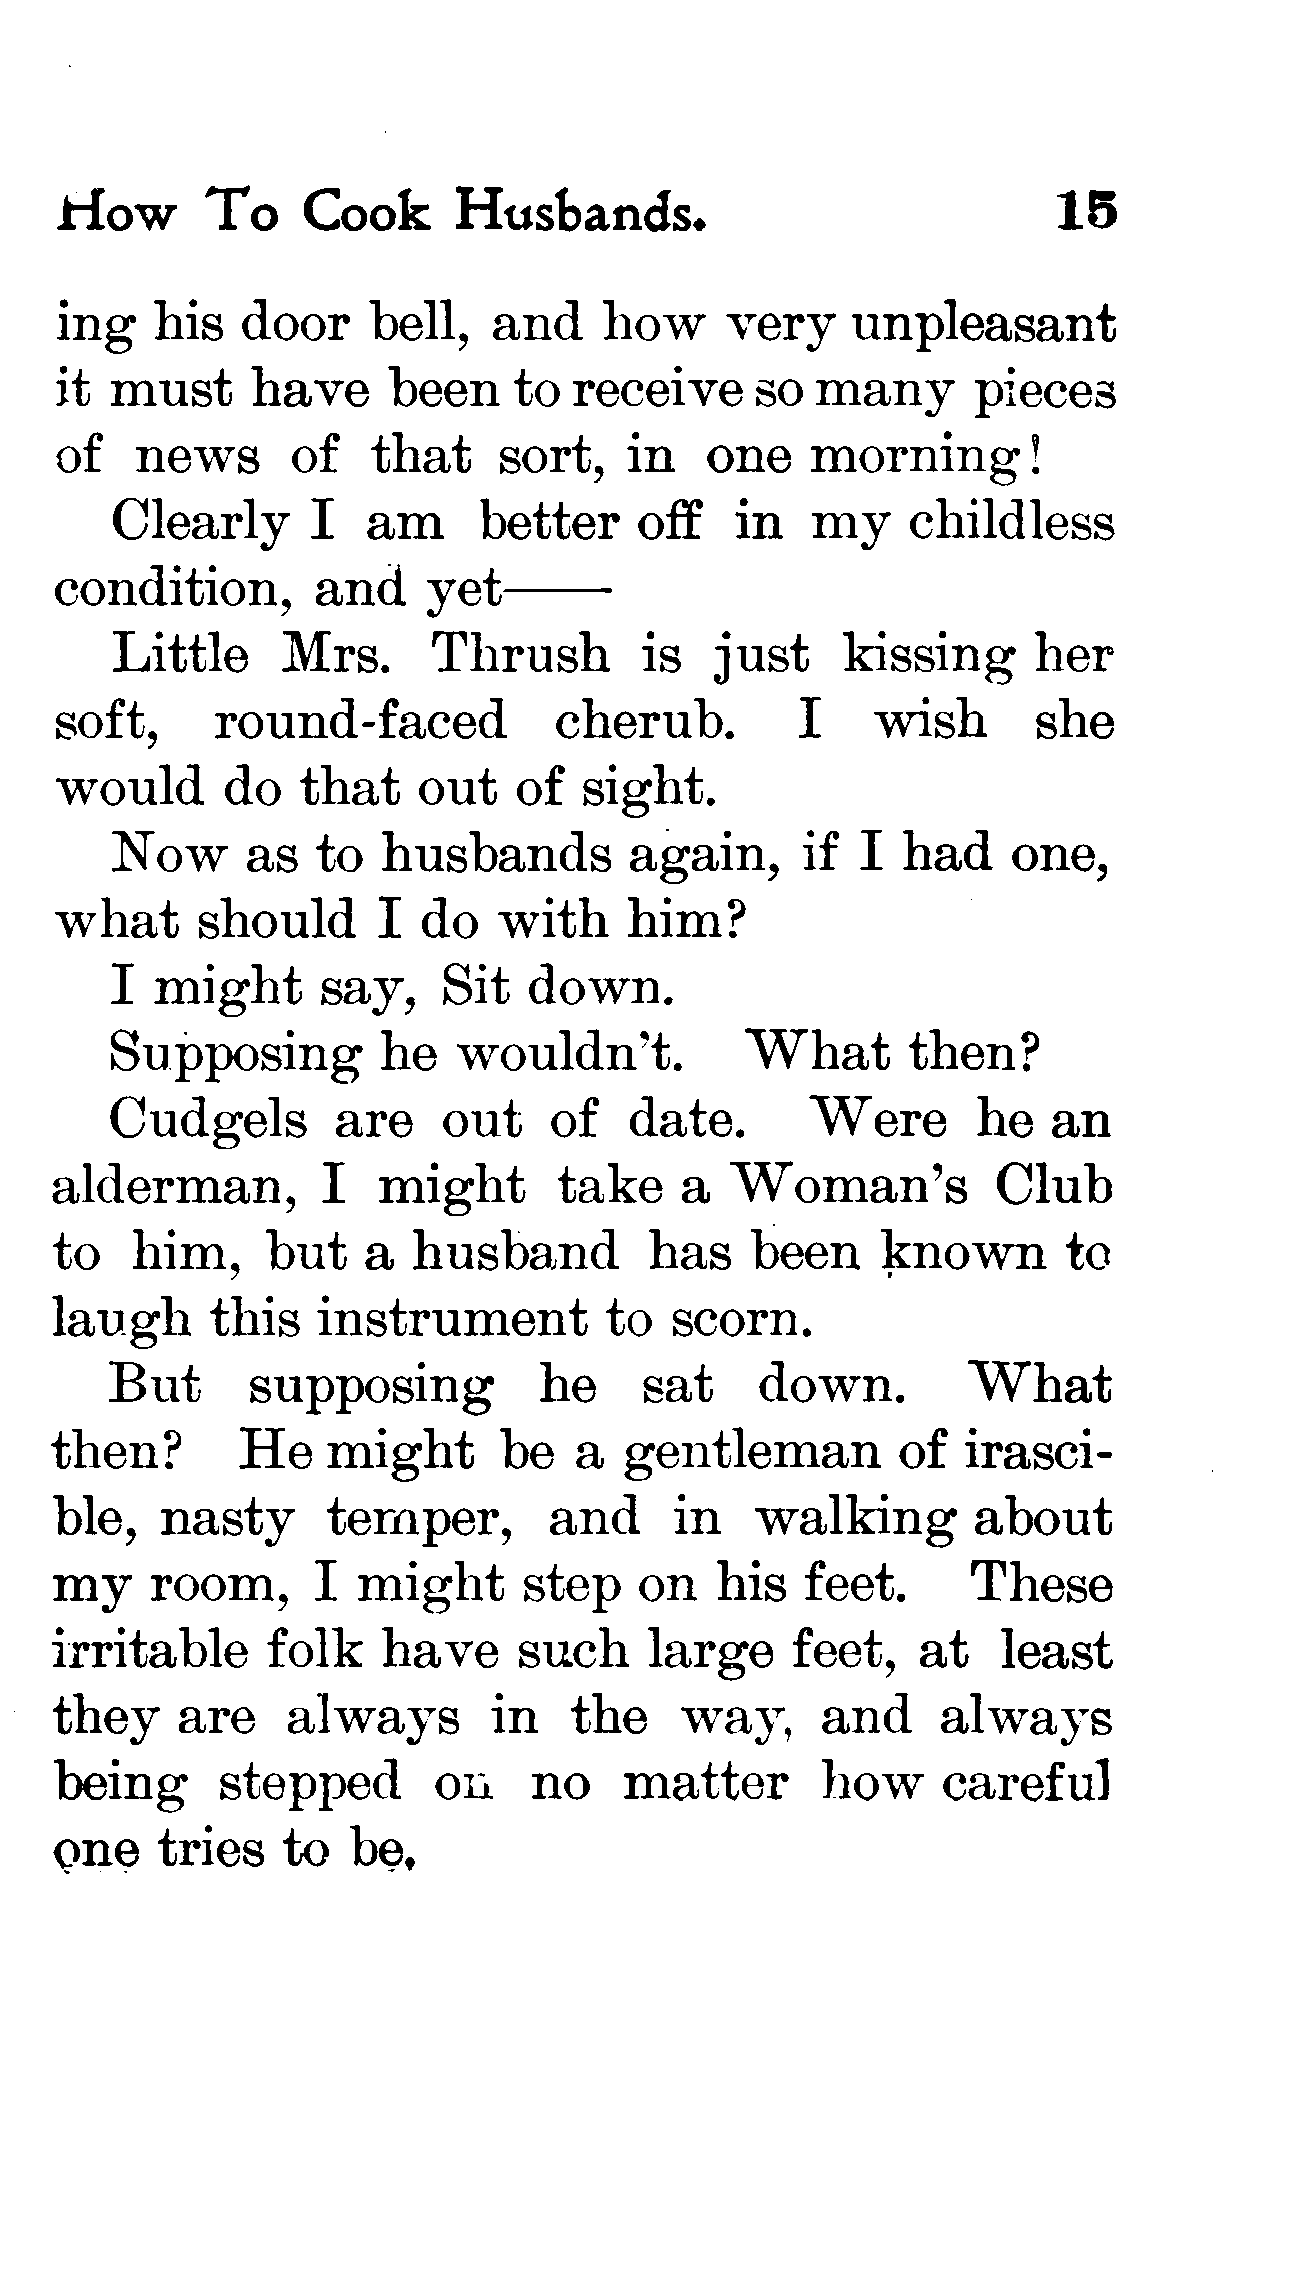 How To Cook Husbands. 15
ing his door bell, and how very unpleasant
it must have been to receive so many pieces
of news of that sort, in one morning!
Clearly I am better off in my childless
condition, and yet——
Little Mrs. Thrush is just kissing her
soft, round-faced cherub. I wish she
would do that out of sight.
Now as to husbands again, if I had one,
what should I do with him?
I might say, Sit down.
Supposing he wouldn't. What then?
Cudgels are out of date. Were he an
alderman, I might take a Woman's Club
to him, but a husband has been known to
laugh this instrument to scorn.
But supposing he sat down. What
then? He might be a gentleman of irasci-
ble, nasty temper, and in walking about
my room, I might step on his feet. These
irritable folk have such large feet, at least
they are always in the way, and always
being stepped on no matter how careful
one tries to be.